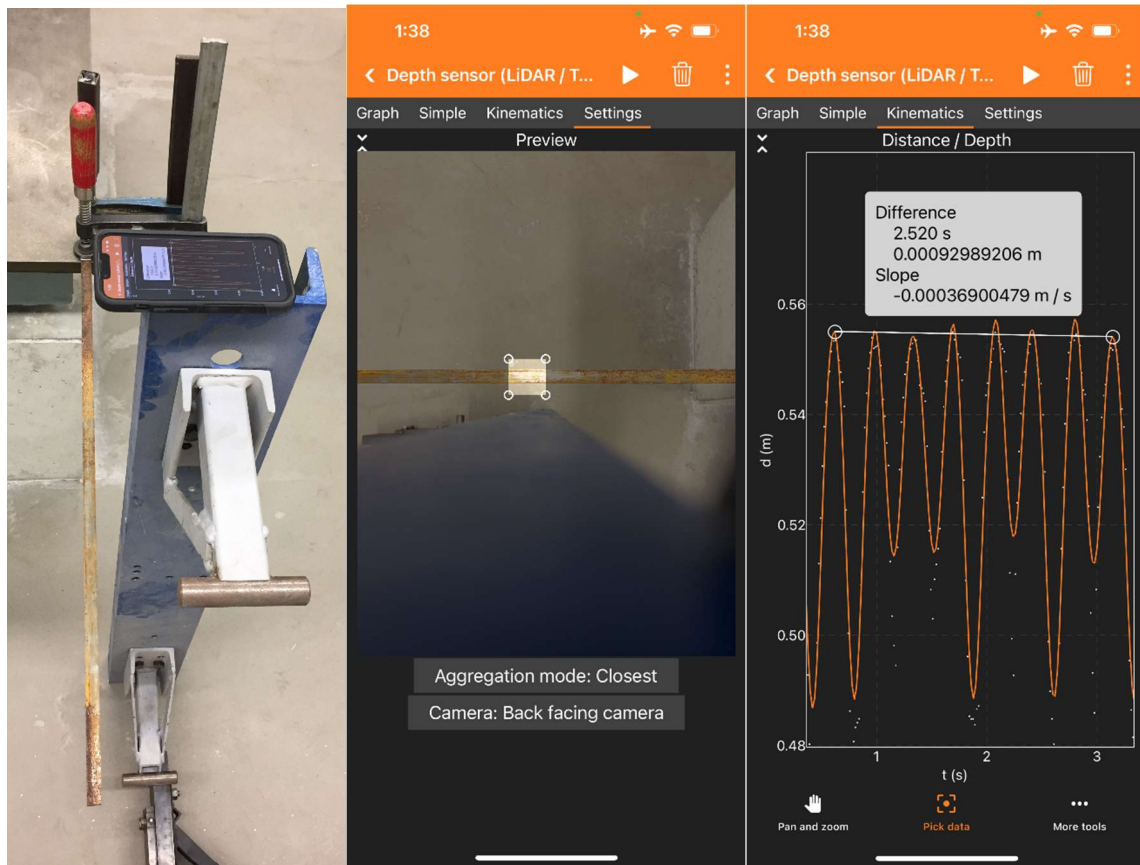 1:38
Depth sensor (LiDAR / T...
Graph Simple Kinematics Settings
Preview
Aggregation mode: Closest
Camera: Back facing camera
1:38
Depth sensor (LiDAR / T...
Graph Simple Kinematics Settings
Distance / Depth
Difference
2.520 s
0.00092989206 m
Slope
-0.00036900479 m / s
0.56
0.54
0.52
0.50
0.48
d (m)
1 2 3
t (s)
Pan and zoom Pick data More tools